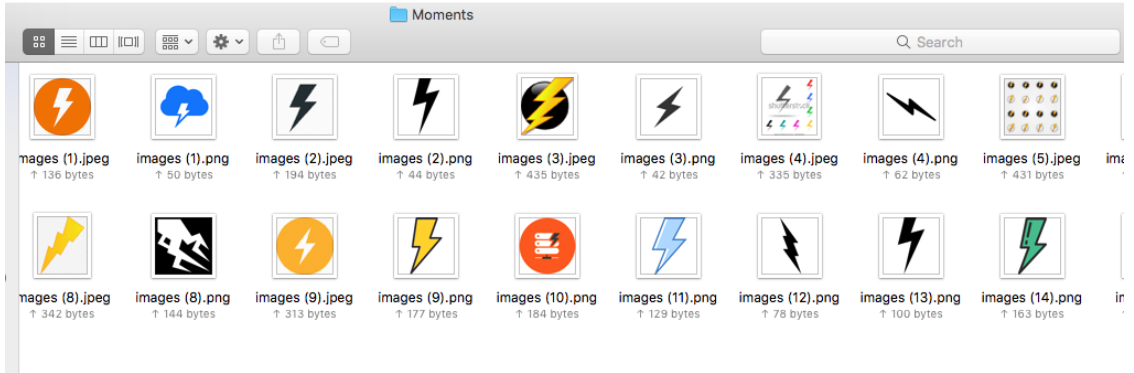 Moments
Search
images (1).jpeg images (1).png images (2).jpeg images (2).png images (3).jpeg images (3).png images (4).jpeg images (4).png images (5).jpeg ima
↑ 136 bytes ↑ 50 bytes ↑ 194 bytes ↑ 44 bytes ↑ 435 bytes ↑ 42 bytes ↑ 335 bytes ↑ 62 bytes ↑ 431 bytes
shutterstock
mages (8).jpeg images (8).png images (9).jpeg images (9).png images (10).png images (11).png images (12).png images (13).png images (14).png
↑ 342 bytes ↑ 144 bytes ↑ 313 bytes ↑ 177 bytes ↑ 184 bytes ↑ 129 bytes ↑ 78 bytes ↑ 100 bytes ↑ 163 bytes